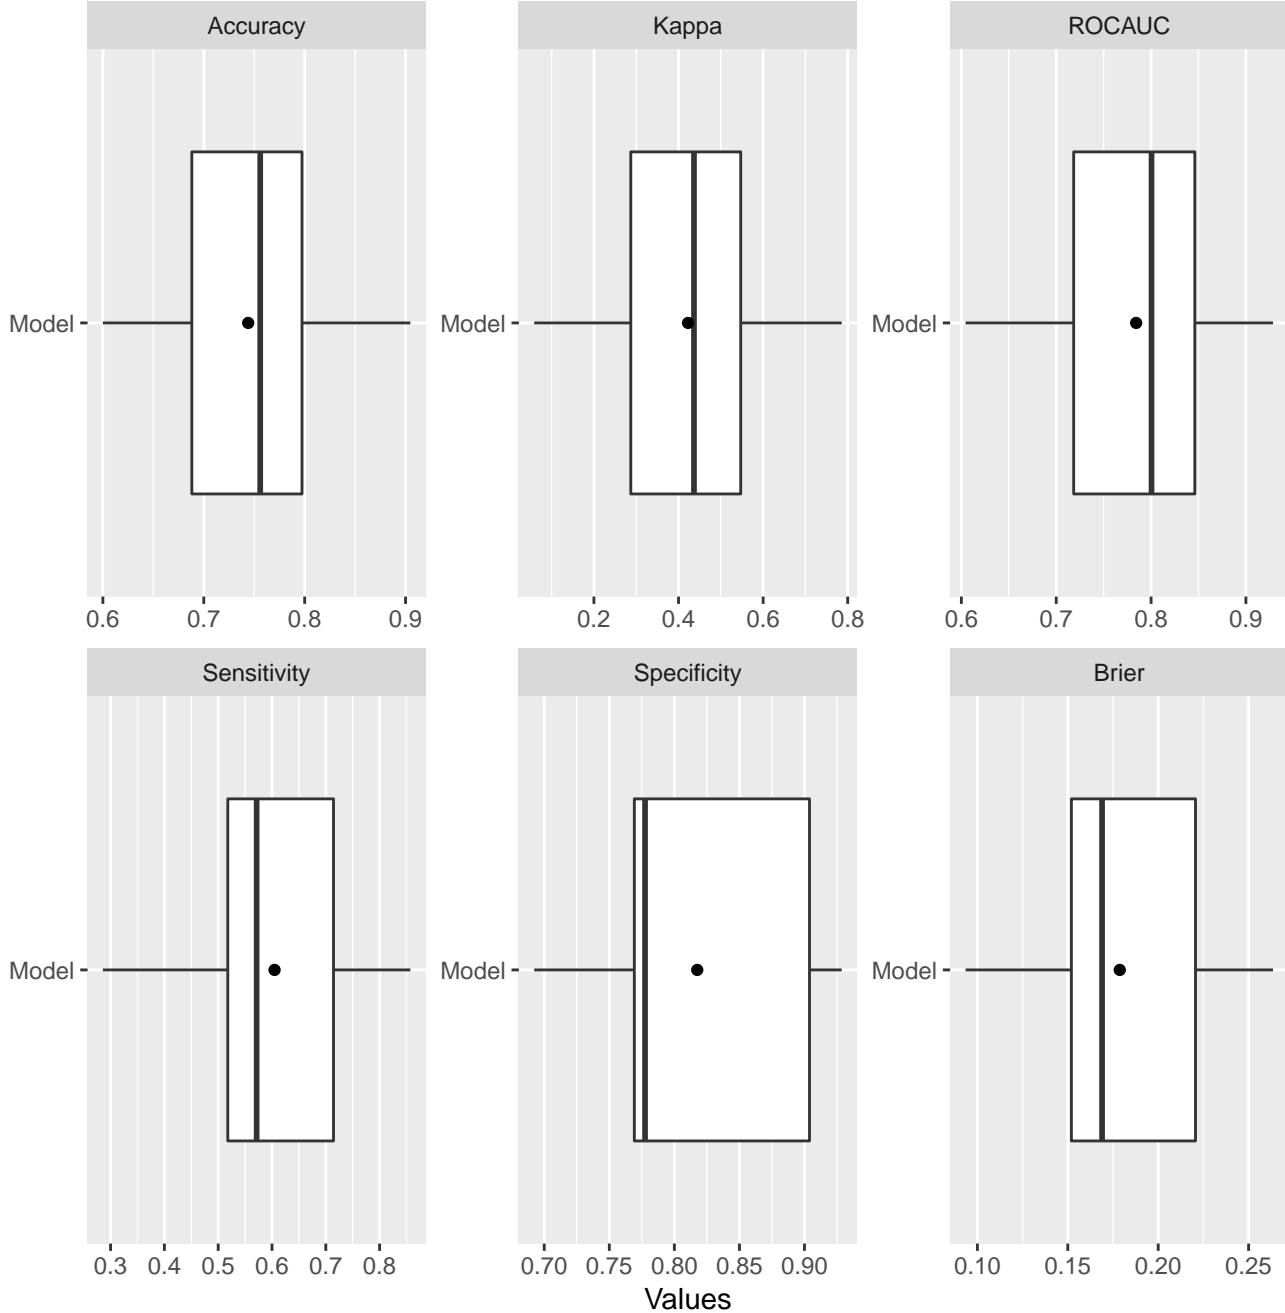 Accuracy Kappa ROCAUC
Model Model Model
0.6 0.7 0.8 0.9 0.2 0.4 0.6 0.8 0.6 0.7 0.8 0.9
Sensitivity Specificity Brier
Model Model Model
0.3 0.4 0.5 0.6 0.7 0.8 0.70 0.75 0.80 0.85 0.90 0.10 0.15 0.20 0.25
Values